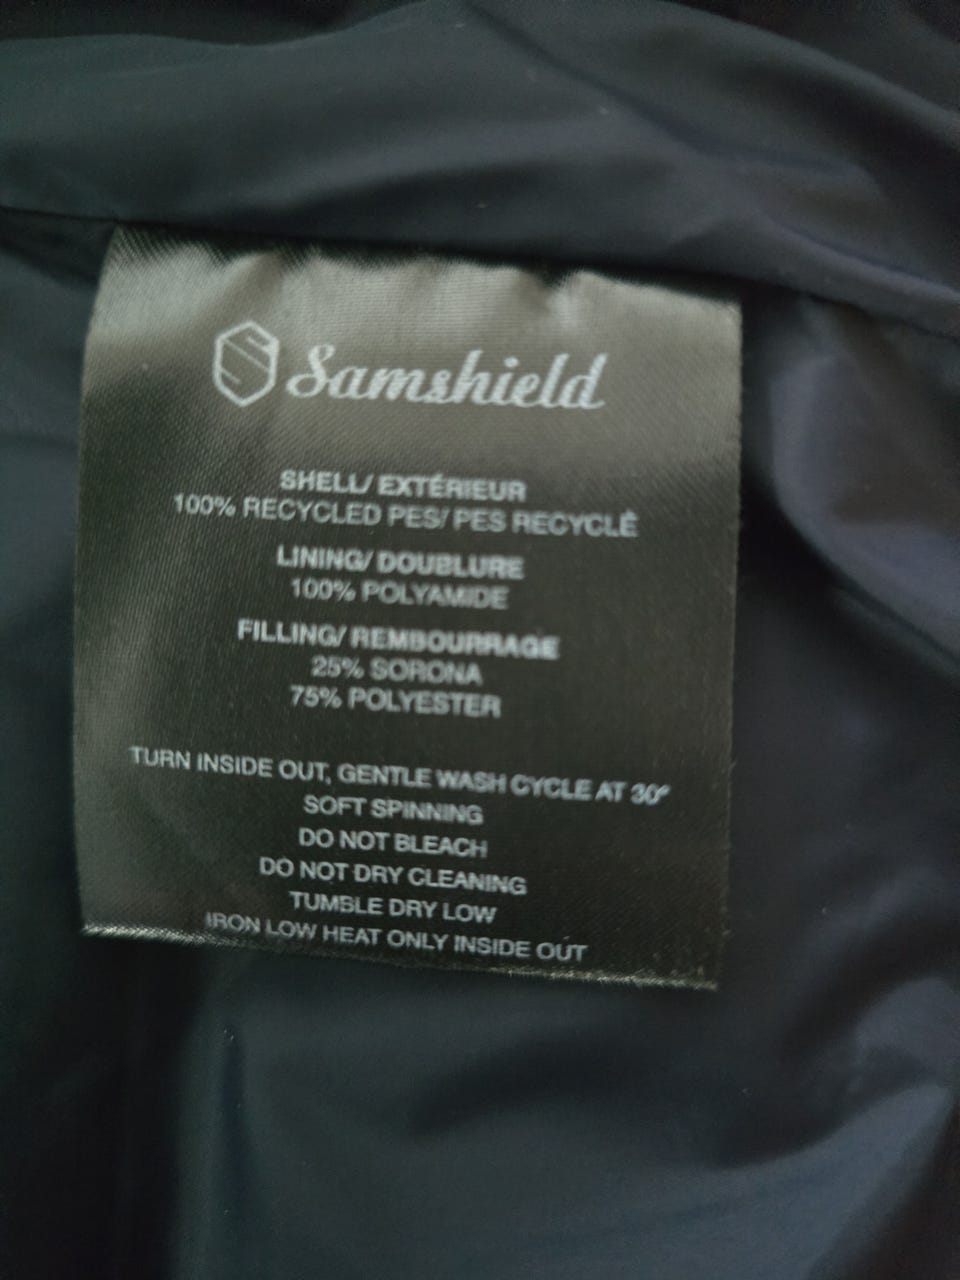 Samshield
SHELL/ EXTÉRIEUR
100% RECYCLED PES/ PES RECYCLÉ
LINING/ DOUBLURE
100% POLYAMIDE
FILLING/ REMBOURRAGE
25% SORONA
75% POLYESTER
TURN INSIDE OUT, GENTLE WASH CYCLE AT 30°
SOFT SPINNING
DO NOT BLEACH
DO NOT DRY CLEANING
TUMBLE DRY LOW
IRON LOW HEAT ONLY INSIDE OUT